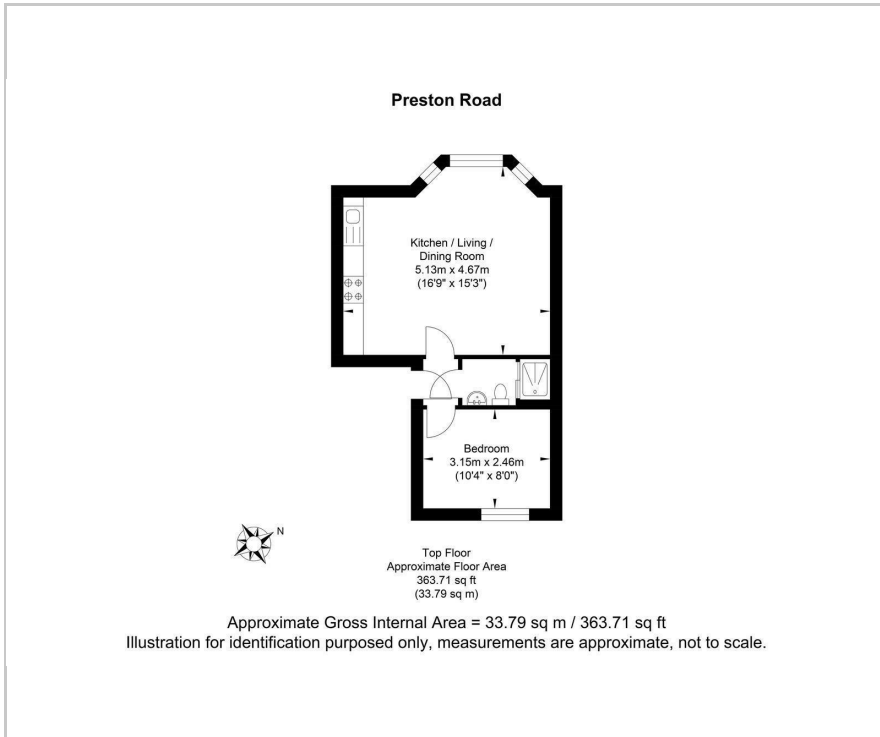 Preston Road
Kitchen / Living /
Dining Room
5.13m x 4.67m
(16'9" x 15'3")
Bedroom
3.15m x 2.46m
(10'4" x 8'0")
N
Top Floor
Approximate Floor Area
363.71 sq ft
(33.79 sq m)
Approximate Gross Internal Area = 33.79 sq m / 363.71 sq ft
Illustration for identification purposed only, measurements are approximate, not to scale.